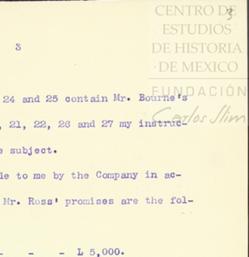 CENTRO DE
ESTUDIOS
DE HISTORIA
DE MEXICO
FUNDACIÓN
Carlos Slim
3
3
24 and 25 contain Mr. Bourne's
, 21, 22, 26 and 27 my instruc-
e subject.
de to me by the Company in ac-
Mr. Ross' promises are the fol-
- - - L 5,000.